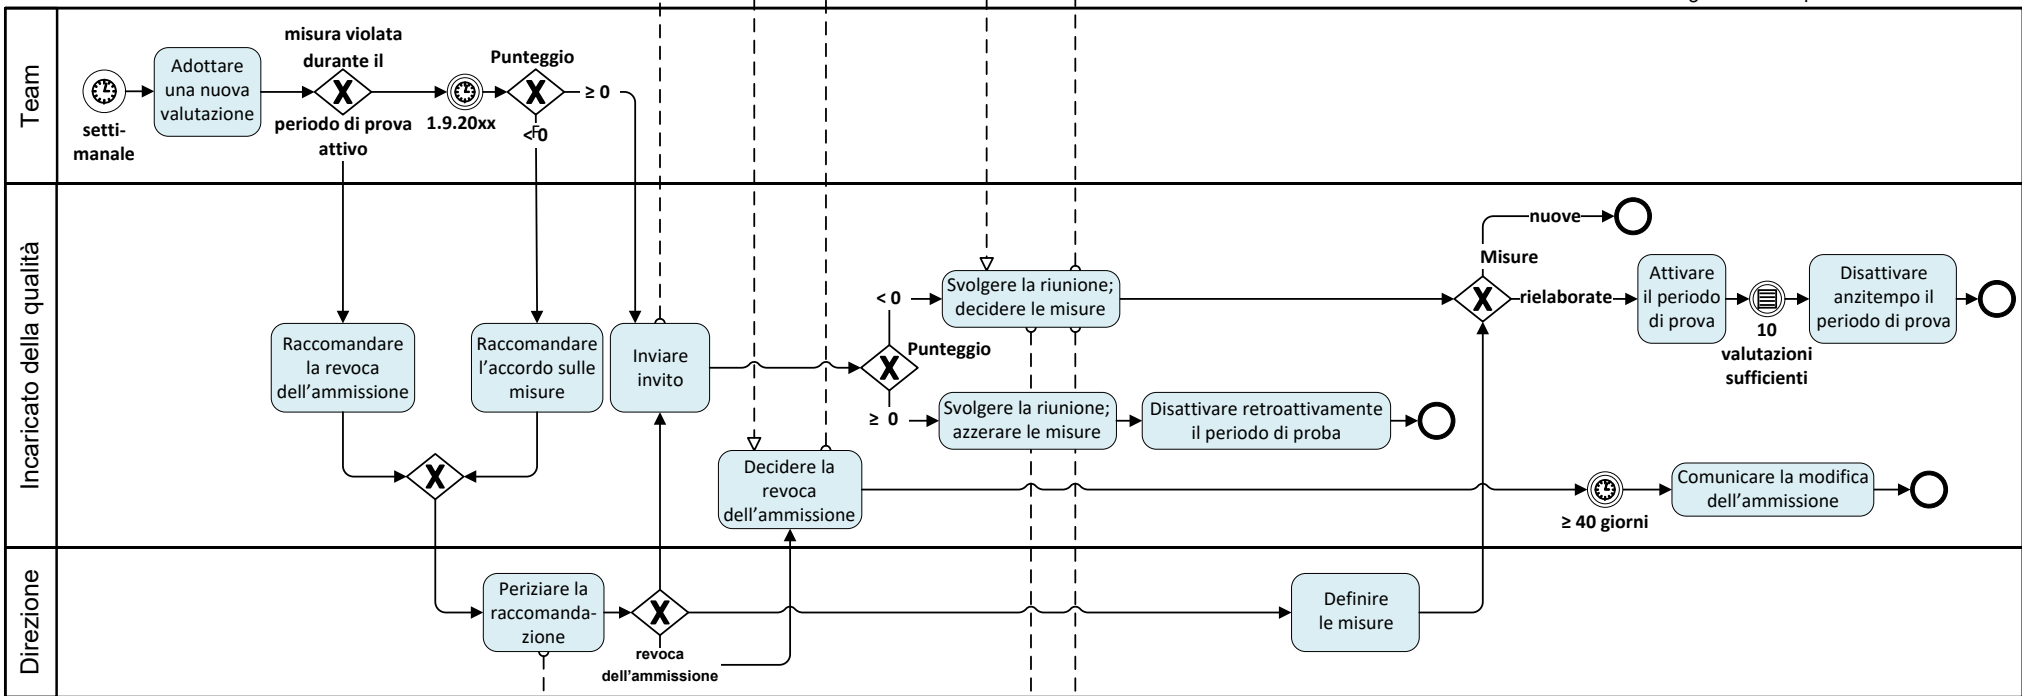 Team
setti-
manale
Adottare
una nuova
valutazione
misura violata
durante il
periodo di prova
attivo
1.9.20xx
Punteggio
≥ 0
<0
Incaricato della qualità
Raccomandare
la revoca
dell'ammissione
Raccomandare
l'accordo sulle
misure
Inviare
invito
Punteggio
< 0
≥ 0
Svolgere la riunione;
decidere le misure
Svolgere la riunione;
azzerare le misure
Disattivare retroattivamente
il periodo di proba
Decidere la
revoca
dell'ammissione
Misure
nuove
rielaborate
Attivare
il periodo
di prova
10
valutazioni
sufficienti
Disattivare
anzitempo il
periodo di prova
≥ 40 giorni
Comunicare la modifica
dell'ammissione
Direzione
Periziare la
raccomanda-
zione
revoca
dell'ammissione
Definire
le misure